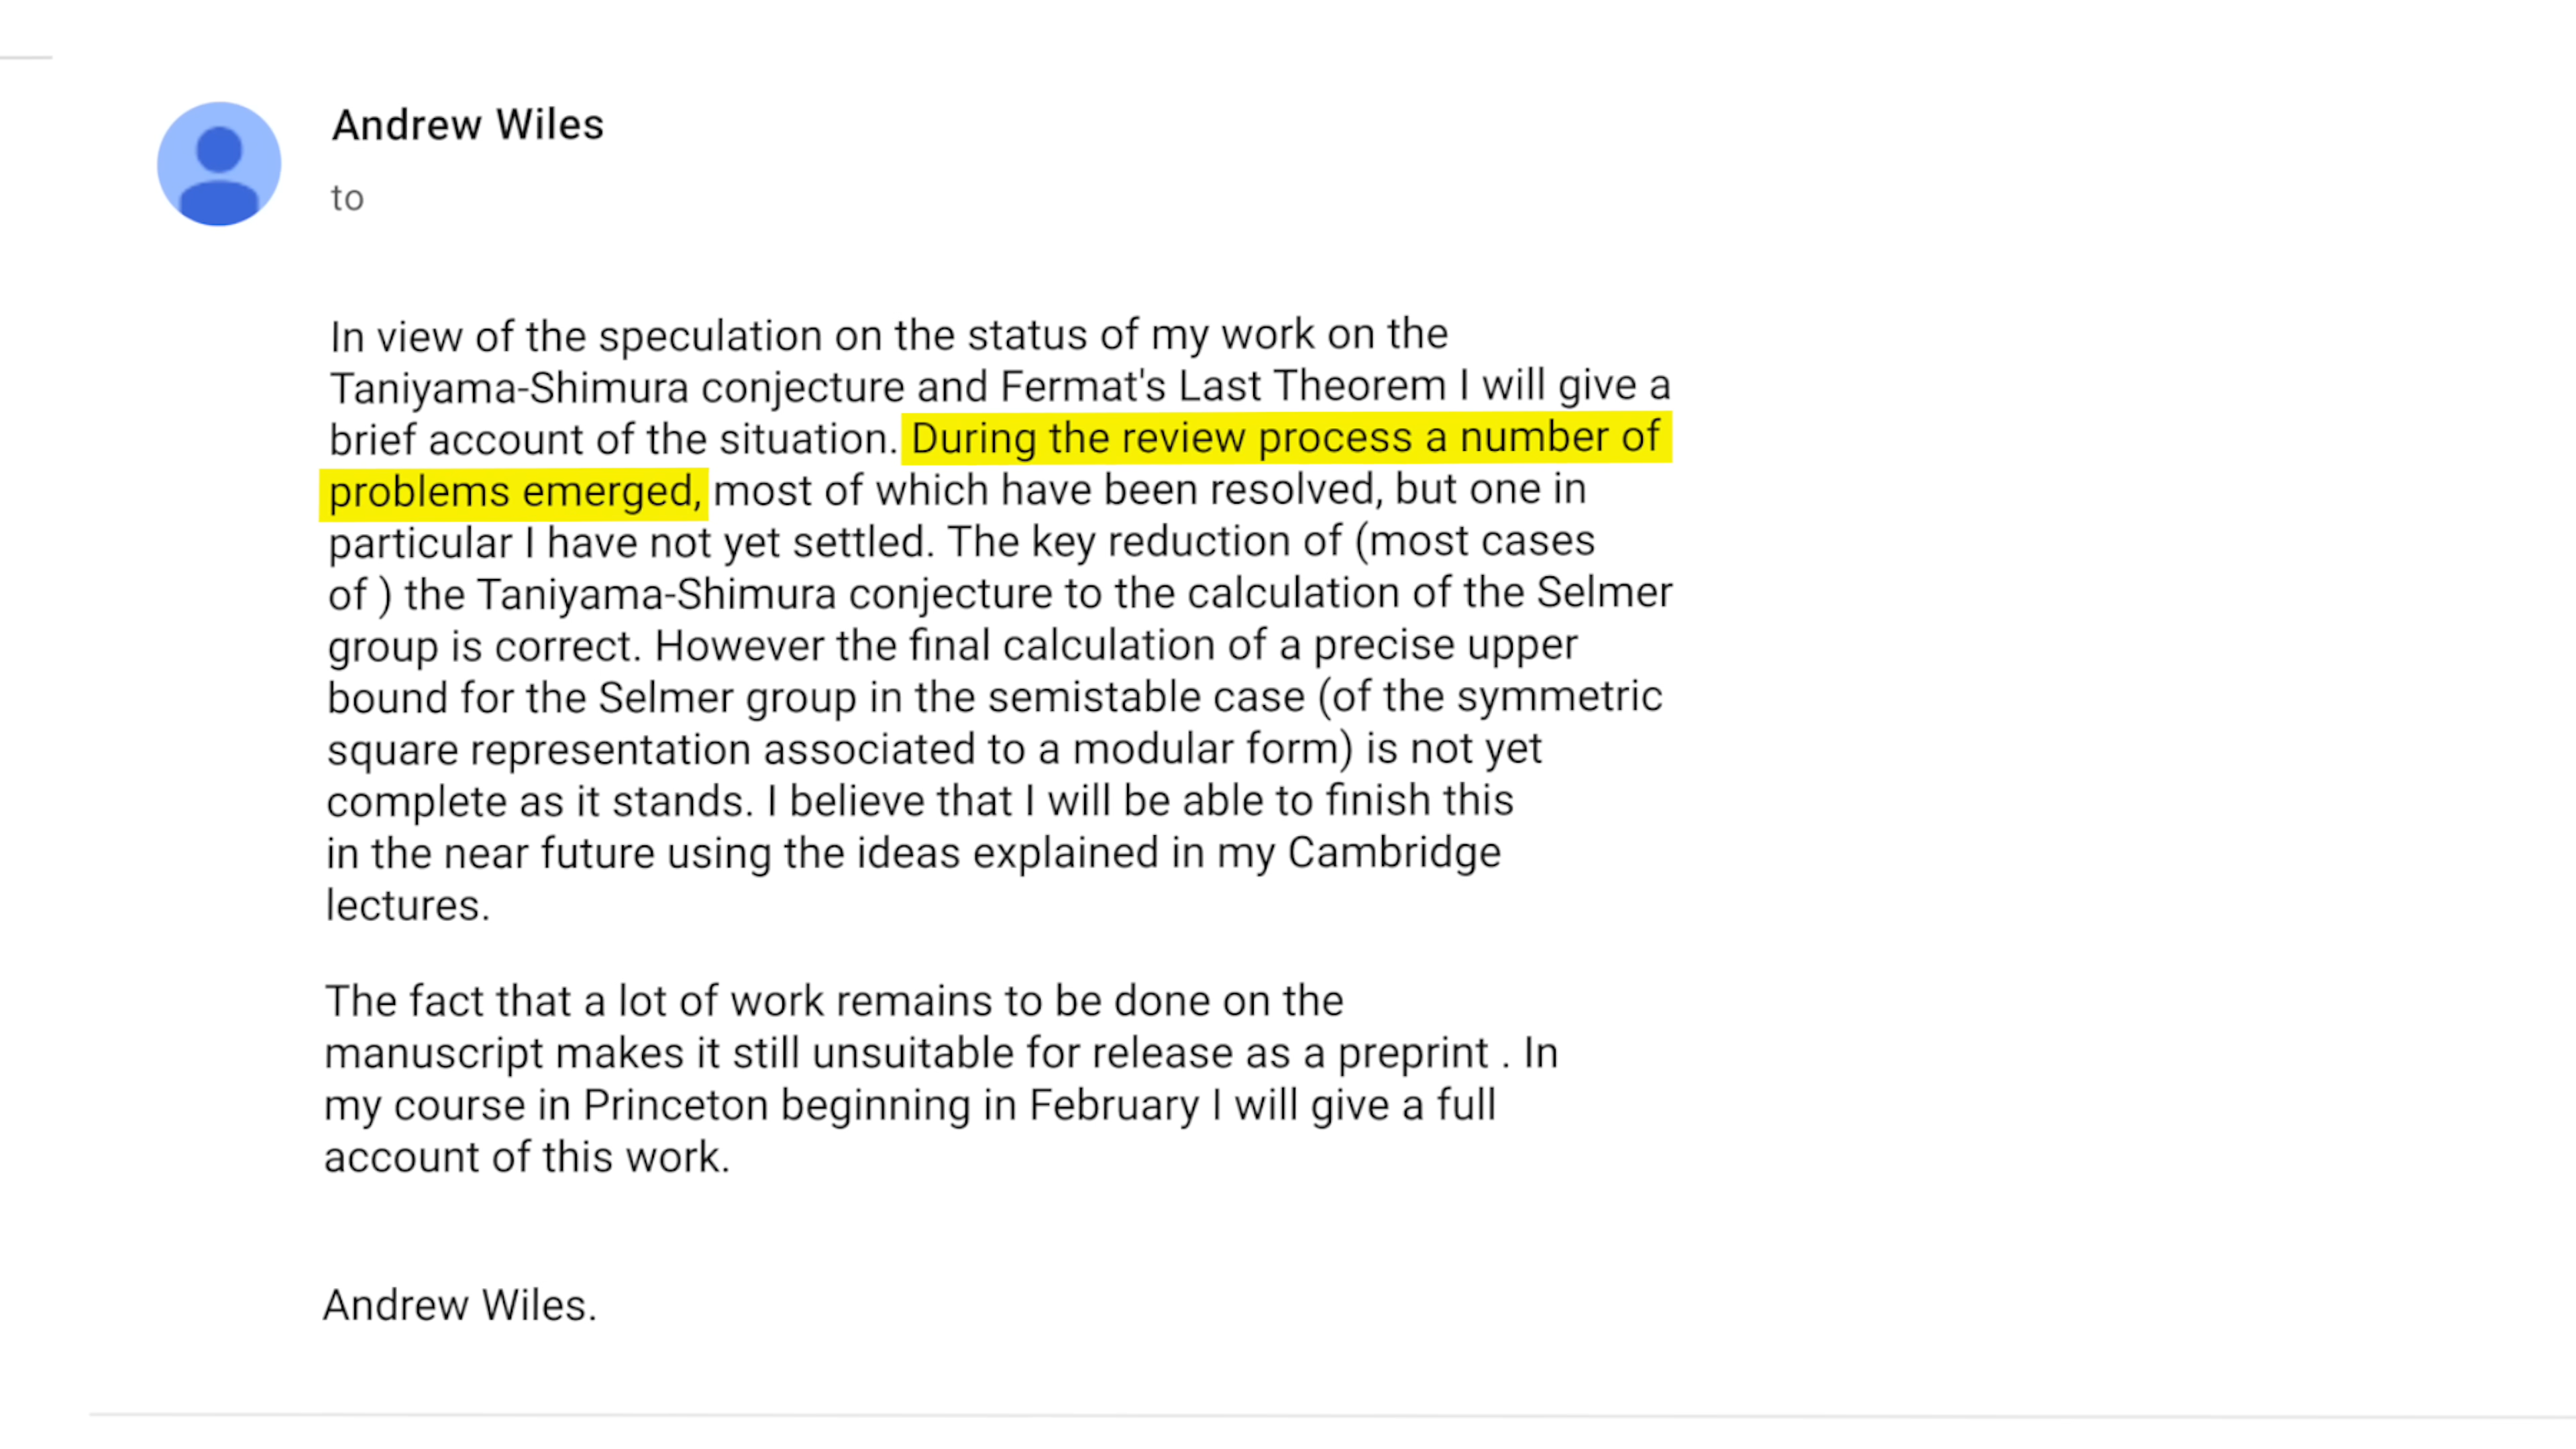 Andrew Wiles
to
In view of the speculation on the status of my work on the
Taniyama-Shimura conjecture and Fermat's Last Theorem I will give a
brief account of the situation. During the review process a number of
problems emerged, most of which have been resolved, but one in
particular I have not yet settled. The key reduction of (most cases
of ) the Taniyama-Shimura conjecture to the calculation of the Selmer
group is correct. However the final calculation of a precise upper
bound for the Selmer group in the semistable case (of the symmetric
square representation associated to a modular form) is not yet
complete as it stands. I believe that I will be able to finish this
in the near future using the ideas explained in my Cambridge
lectures.
The fact that a lot of work remains to be done on the
manuscript makes it still unsuitable for release as a preprint . In
my course in Princeton beginning in February I will give a full
account of this work.
Andrew Wiles.